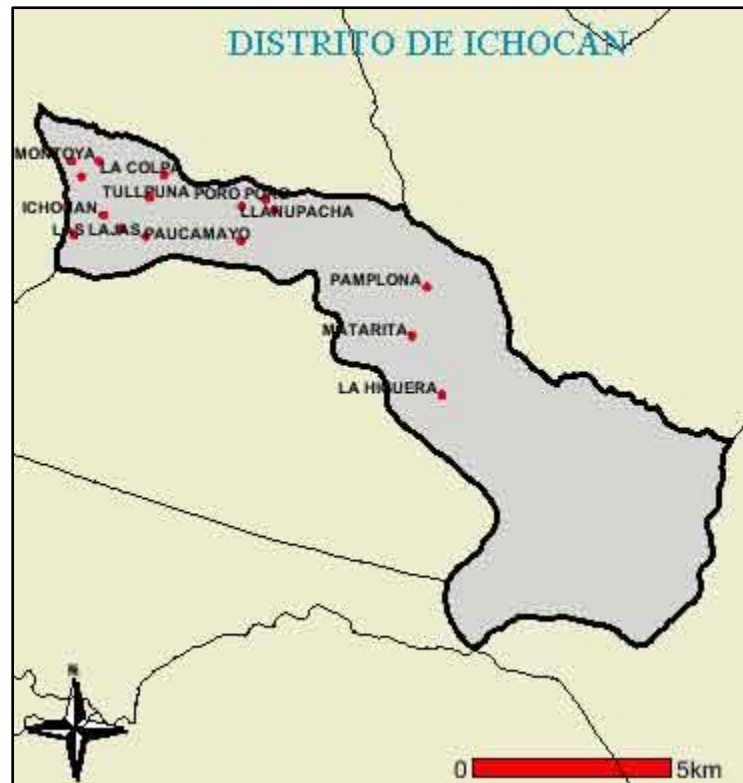 DISTRITO DE ICHOCÁN
MONTOYA
LA COLPA
TULLPUNA
PORO PORO
ICHOCAN
LLANUPACHA
LAS LAJAS
PAUCAMAYO
PAMPLONA
MATARITA
LA HIGUERA
N
0
5km